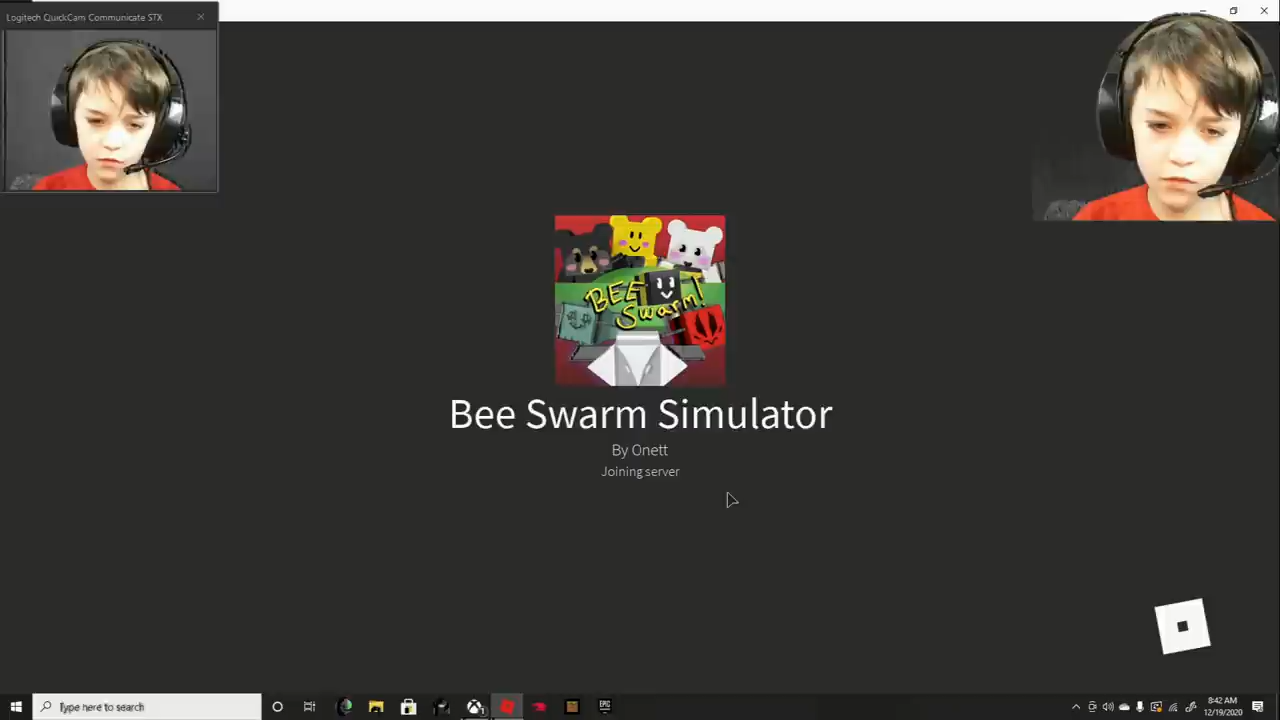 Logitech QuickCam Communicate STX
BEE
Swarm!
Bee Swarm Simulator
By Onett
Joining server
Type here to search
EPIC
8:42 AM
12/19/2020